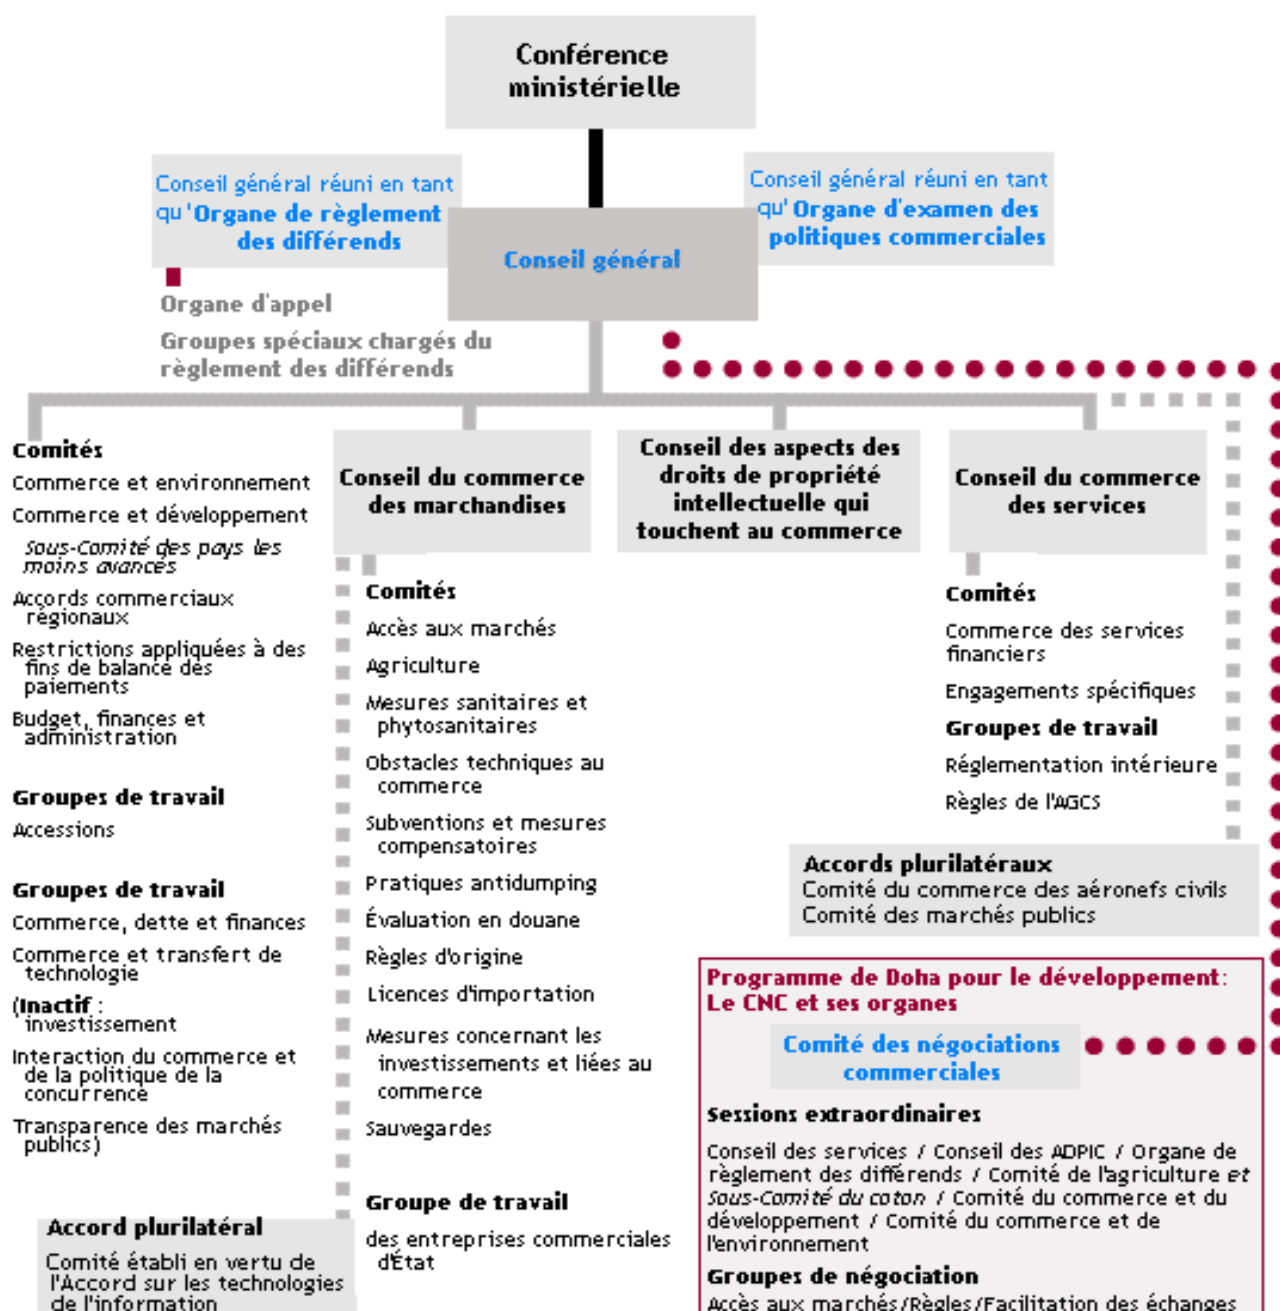 Conférence
ministérielle
Conseil général réuni en tant
qu'Organe de règlement
des différends
Conseil général réuni en tant
qu'Organe d'examen des
politiques commerciales
Conseil général
Organe d'appel
Groupes spéciaux chargés du
règlement des différends
Comités
Commerce et environnement
Commerce et développement
Sous-Comité des pays les
moins avancés
Accords commerciaux
régionaux
Restrictions appliquées à des
fins de balance des
paiements
Budget, finances et
administration
Groupes de travail
Accessions
Groupes de travail
Commerce, dette et finances
Commerce et transfert de
technologie
(Inactif :
investissement
Interaction du commerce et
de la politique de la
concurrence
Transparence des marchés
publics)
Accord plurilatéral
Comité établi en vertu de
l'Accord sur les technologies
de l'information
Conseil du commerce
des marchandises
Comités
Accès aux marchés
Agriculture
Mesures sanitaires et
phytosanitaires
Obstacles techniques au
commerce
Subventions et mesures
compensatoires
Pratiques antidumping
Évaluation en douane
Règles d'origine
Licences d'importation
Mesures concernant les
investissements et liées au
commerce
Sauvegardes
Groupe de travail
des entreprises commerciales
d'État
Conseil des aspects des
droits de propriété
intellectuelle qui
touchent au commerce
Conseil du commerce
des services
Comités
Commerce des services
financiers
Engagements spécifiques
Groupes de travail
Réglementation intérieure
Règles de l'AGCS
Accords plurilatéraux
Comité du commerce des aéronefs civils
Comité des marchés publics
Programme de Doha pour le développement:
Le CNC et ses organes
Comité des négociations
commerciales
Sessions extraordinaires
Conseil des services / Conseil des ADPIC / Organe de
règlement des différends / Comité de l'agriculture et
Sous-Comité du coton / Comité du commerce et du
développement / Comité du commerce et de
l'environnement
Groupes de négociation
Accès aux marchés/Règles/Facilitation des échanges